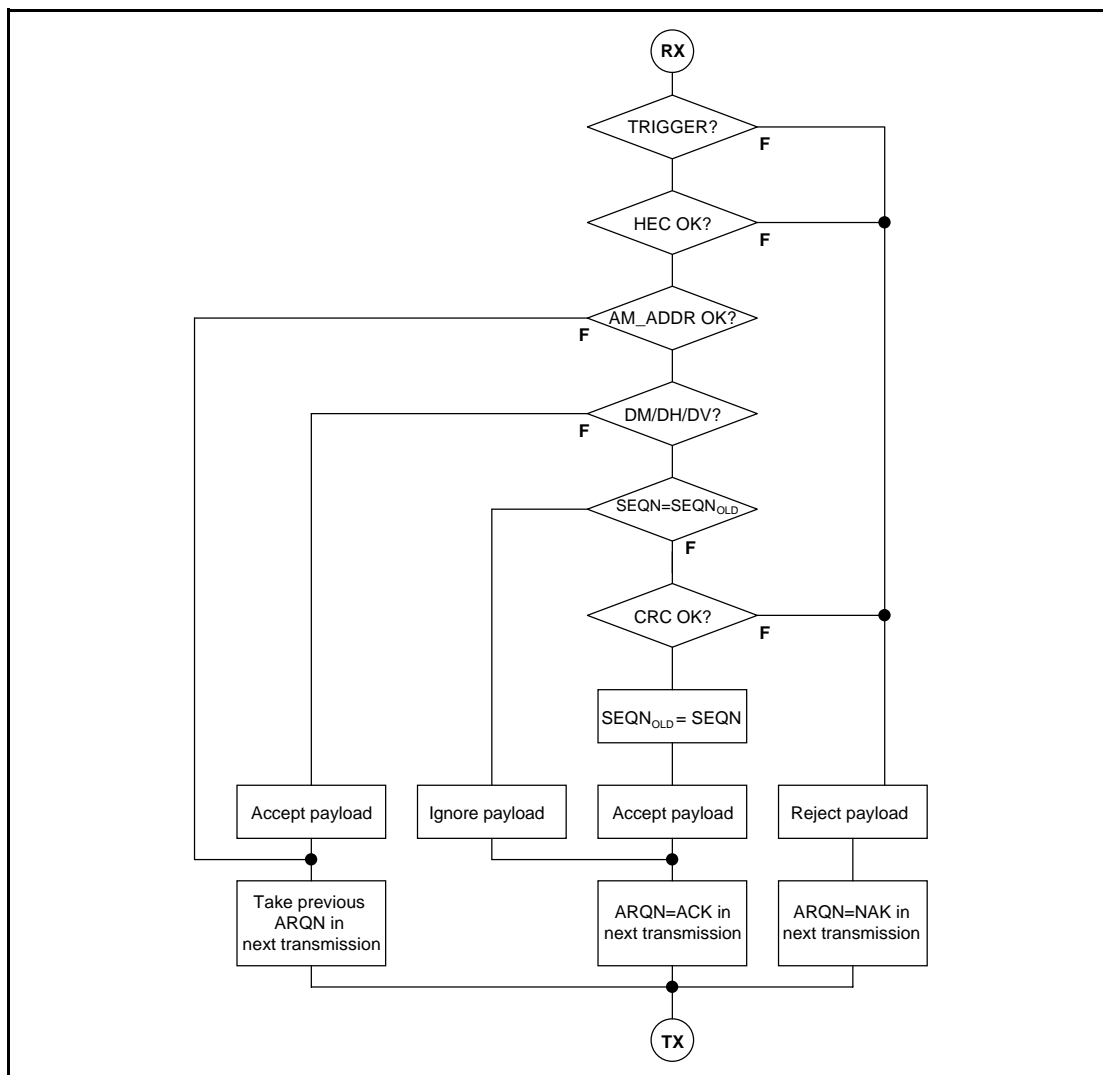 RX
TRIGGER?
F
HEC OK?
F
AM_ADDR OK?
F
DM/DH/DV?
F
SEQN=SEQN_OLD
F
CRC OK?
F
SEQN_OLD = SEQN
Accept payload
Ignore payload
Accept payload
Reject payload
Take previous
ARQN in
next transmission
ARQN=ACK in
next transmission
ARQN=NAK in
next transmission
TX